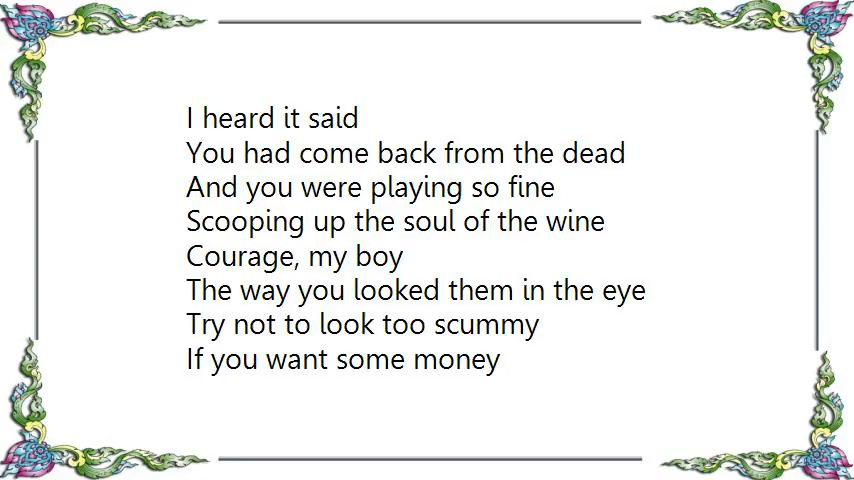 I heard it said
You had come back from the dead
And you were playing so fine
Scooping up the soul of the wine
Courage, my boy
The way you looked them in the eye
Try not to look too scummy
If you want some money